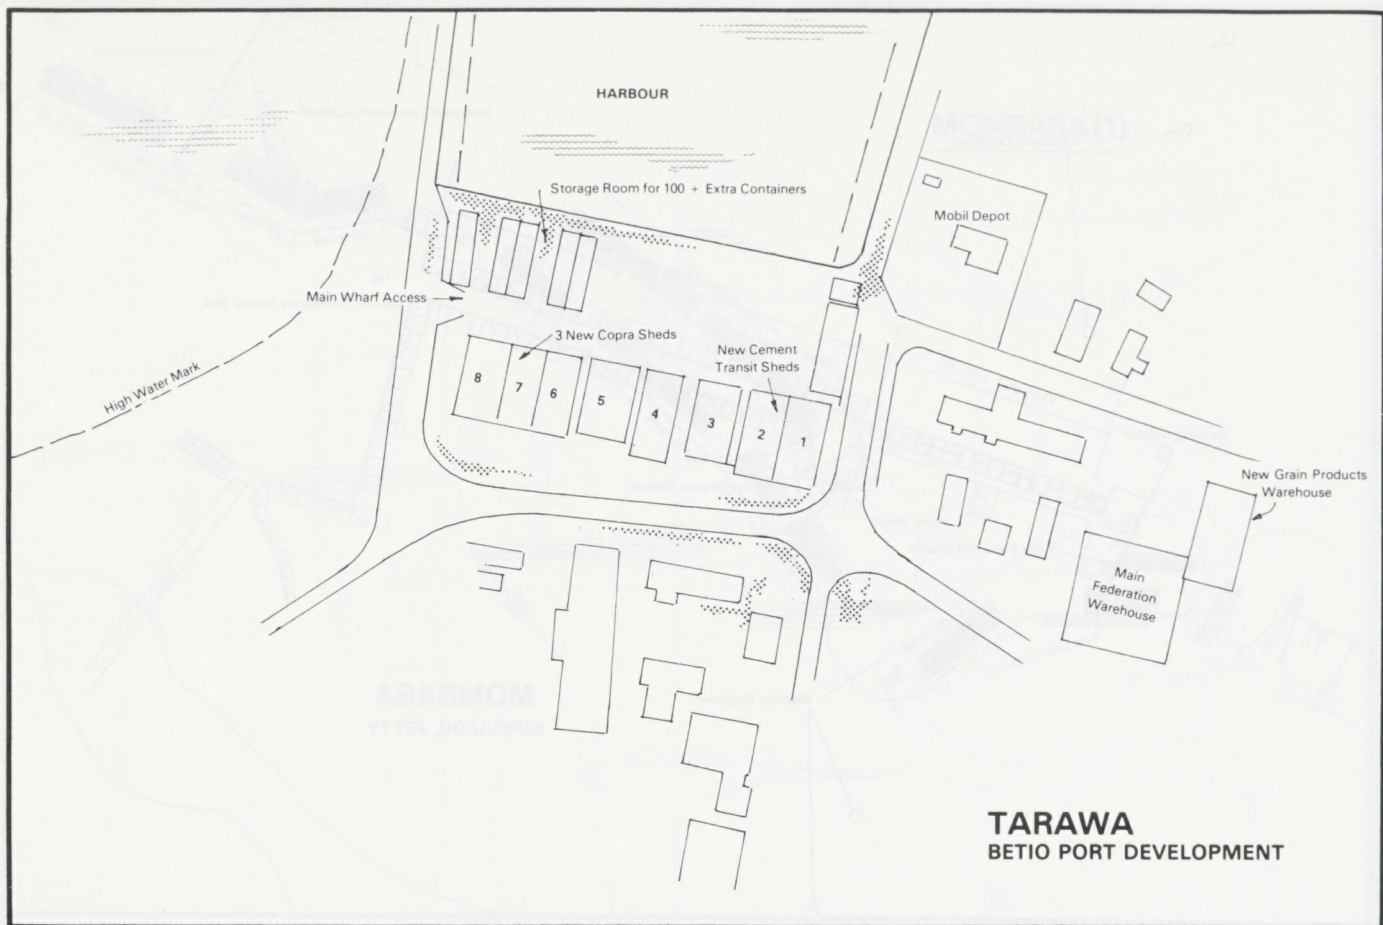 HARBOUR
Storage Room for 100 + Extra Containers
Mobil Depot
Main Wharf Access
3 New Copra Sheds
New Cement
Transit Sheds
High Water Mark
8
7
6
5
4
3
2
1
New Grain Products
Warehouse
Main
Federation
Warehouse
TARAWA
BETIO PORT DEVELOPMENT
MOMBASA (1)
MOMBASA
KIPEVU OIL JETTY